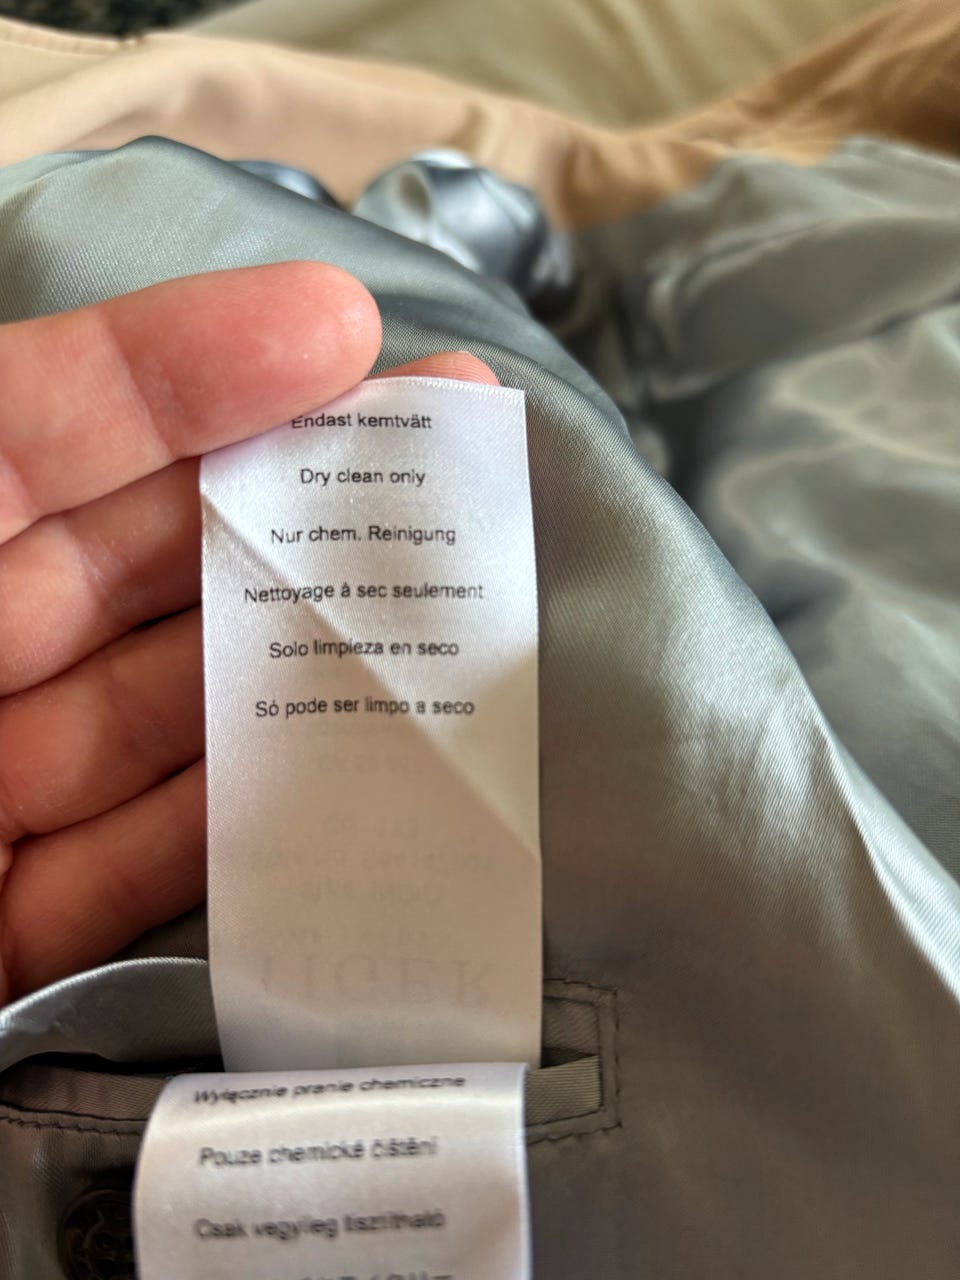 Endast kemtvätt
Dry clean only
Nur chem. Reinigung
Nettoyage à sec seulement
Solo limpieza en seco
Só pode ser limpo a seco
TIGER
Wyłącznie pranie chemiczne
Pouze chemické čištění
Csak vegyileg tisztítható